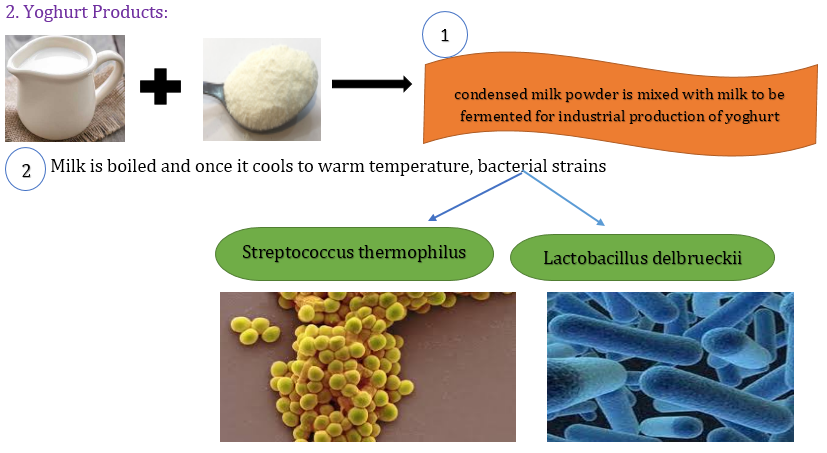 2. Yoghurt Products:
1
condensed milk powder is mixed with milk to be
fermented for industrial production of yoghurt
2
Milk is boiled and once it cools to warm temperature, bacterial strains
Streptococcus thermophilus
Lactobacillus delbrueckii